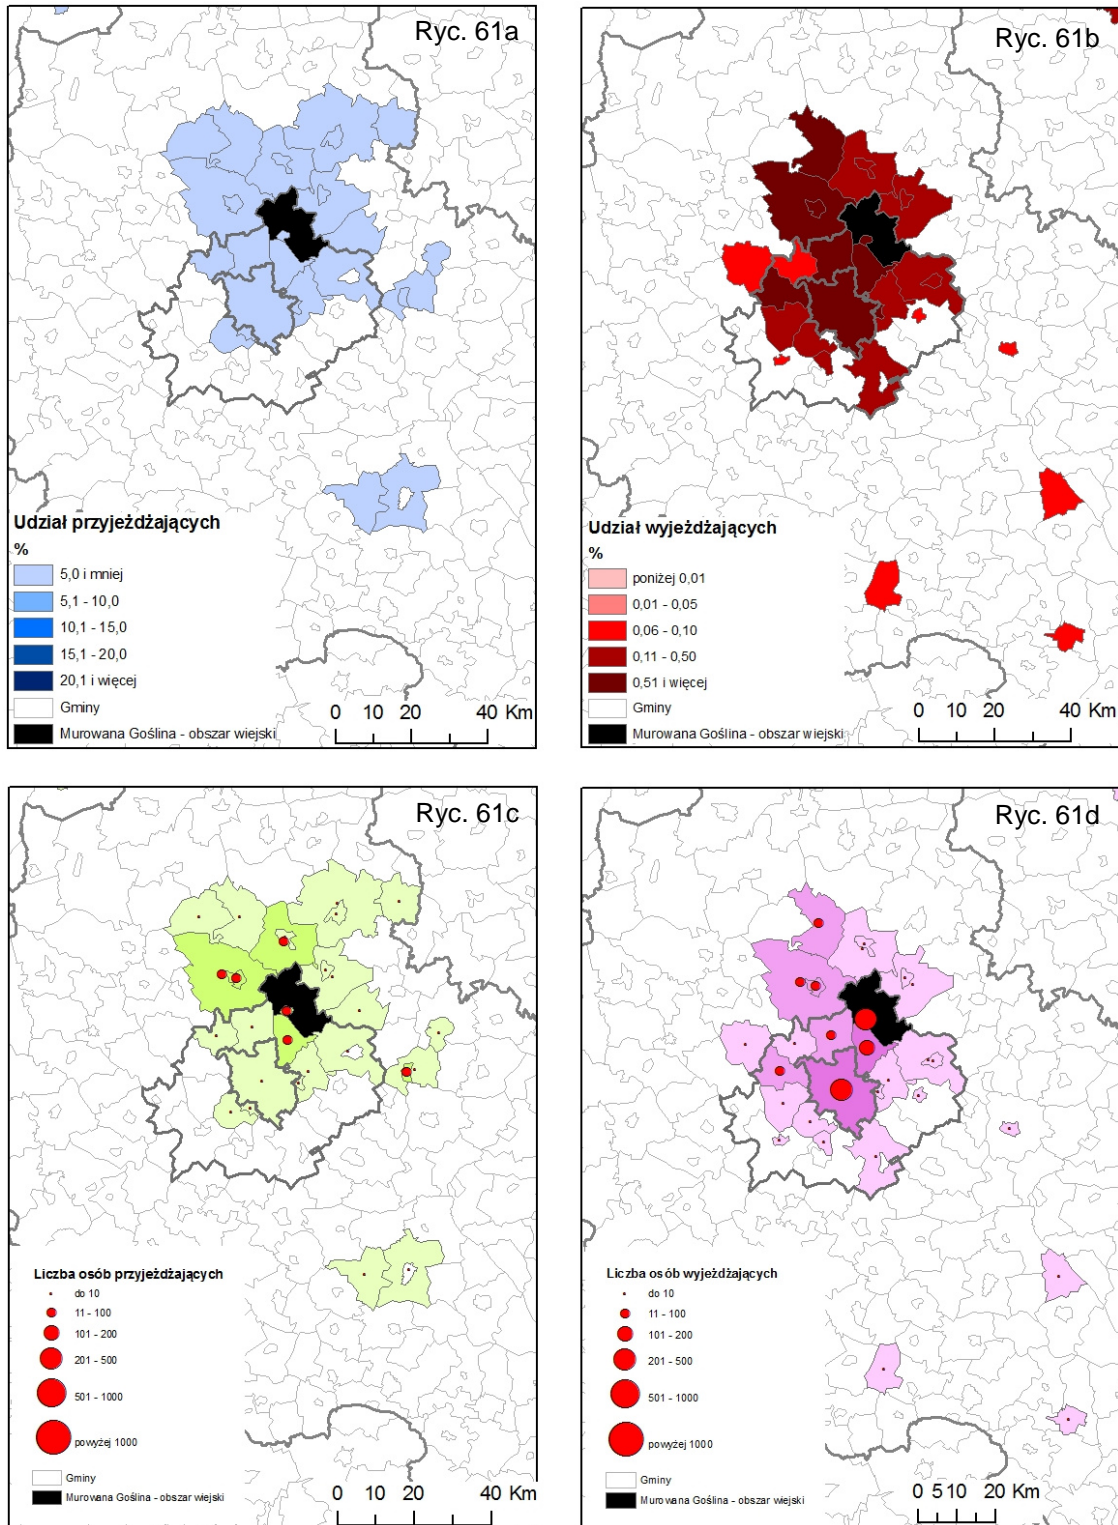 Ryc. 61a
Udział przyjeżdżających
%
5,0 i mniej
5,1 - 10,0
10,1 - 15,0
15,1 - 20,0
20,1 i więcej
Gminy
Murowana Goślina - obszar wiejski
0 10 20 40 Km
Ryc. 61b
Udział wyjeżdżających
%
poniżej 0,01
0,01 - 0,05
0,06 - 0,10
0,11 - 0,50
0,51 i więcej
Gminy
Murowana Goślina - obszar wiejski
0 10 20 40 Km
Ryc. 61c
Liczba osób przyjeżdżających
do 10
11 - 100
101 - 200
201 - 500
501 - 1000
powyżej 1000
Gminy
Murowana Goślina - obszar wiejski
0 10 20 40 Km
Ryc. 61d
Liczba osób wyjeżdżających
do 10
11 - 100
101 - 200
201 - 500
501 - 1000
powyżej 1000
Gminy
Murowana Goślina - obszar wiejski
0 5 10 20 Km